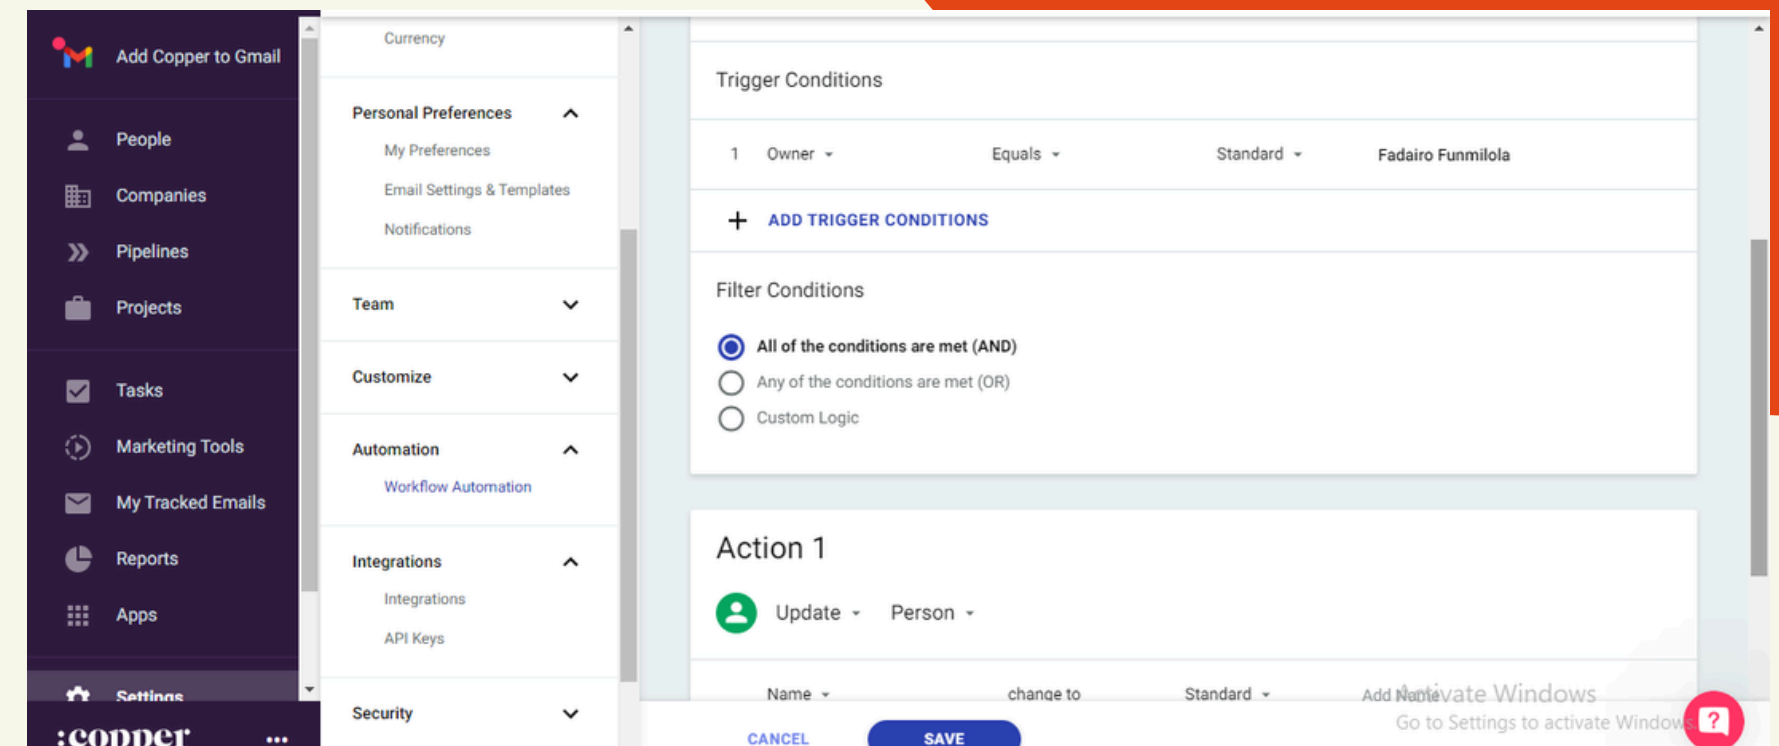 Add Copper to Gmail
People
Companies
Pipelines
Projects
Tasks
Marketing Tools
My Tracked Emails
Reports
Apps
Settings
:copper
Currency
Personal Preferences
My Preferences
Email Settings & Templates
Notifications
Team
Customize
Automation
Workflow Automation
Integrations
Integrations
API Keys
Security
Trigger Conditions
1 Owner Equals Standard Fadairo Funmilola
ADD TRIGGER CONDITIONS
Filter Conditions
All of the conditions are met (AND)
Any of the conditions are met (OR)
Custom Logic
Action 1
Update Person
Name change to Standard Add Name
Activate Windows
Go to Settings to activate Windows.
CANCEL SAVE